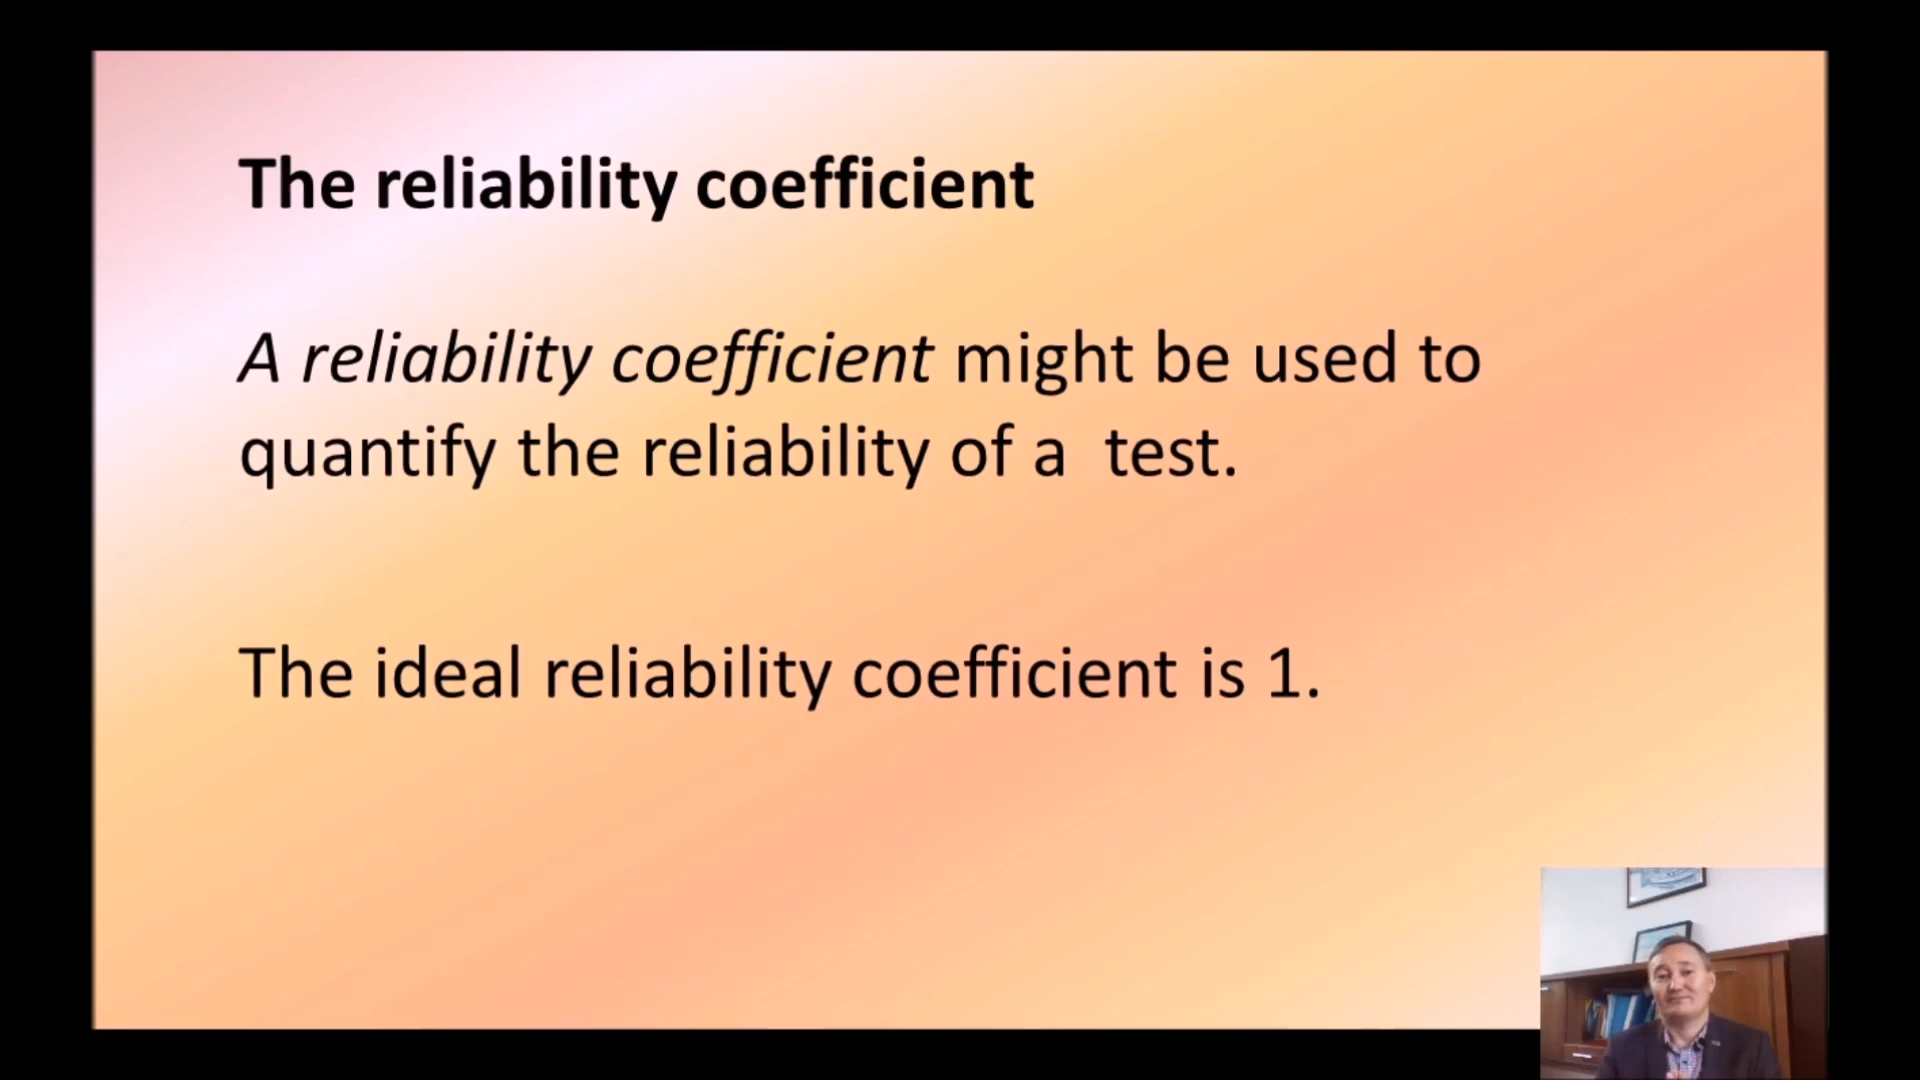 The reliability coefficient
A reliability coefficient might be used to
quantify the reliability of a  test.
The ideal reliability coefficient is 1.